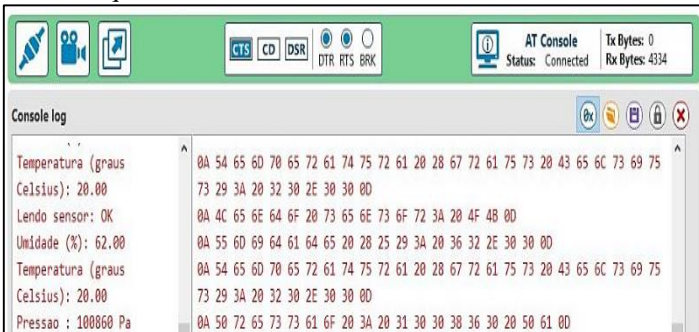 CTS CD DSR DTR RTS BRK
AT Console
Status: Connected
Tx Bytes: 0
Rx Bytes: 4334
Console log
0x
Temperatura (graus
Celsius): 20.00
Lendo sensor: OK
Umidade (%): 62.00
Temperatura (graus
Celsius): 20.00
Pressao : 100860 Pa
0A 54 65 6D 70 65 72 61 74 75 72 61 20 28 67 72 61 75 73 20 43 65 6C 73 69 75
73 29 3A 20 32 30 2E 30 30 0D
0A 4C 65 6E 64 6F 20 73 65 6E 73 6F 72 3A 20 4F 4B 0D
0A 55 6D 69 64 61 64 65 20 28 25 29 3A 20 36 32 2E 30 30 0D
0A 54 65 6D 70 65 72 61 74 75 72 61 20 28 67 72 61 75 73 20 43 65 6C 73 69 75
73 29 3A 20 32 30 2E 30 30 0D
0A 50 72 65 73 73 61 6F 20 3A 20 31 30 30 38 36 30 20 50 61 0D